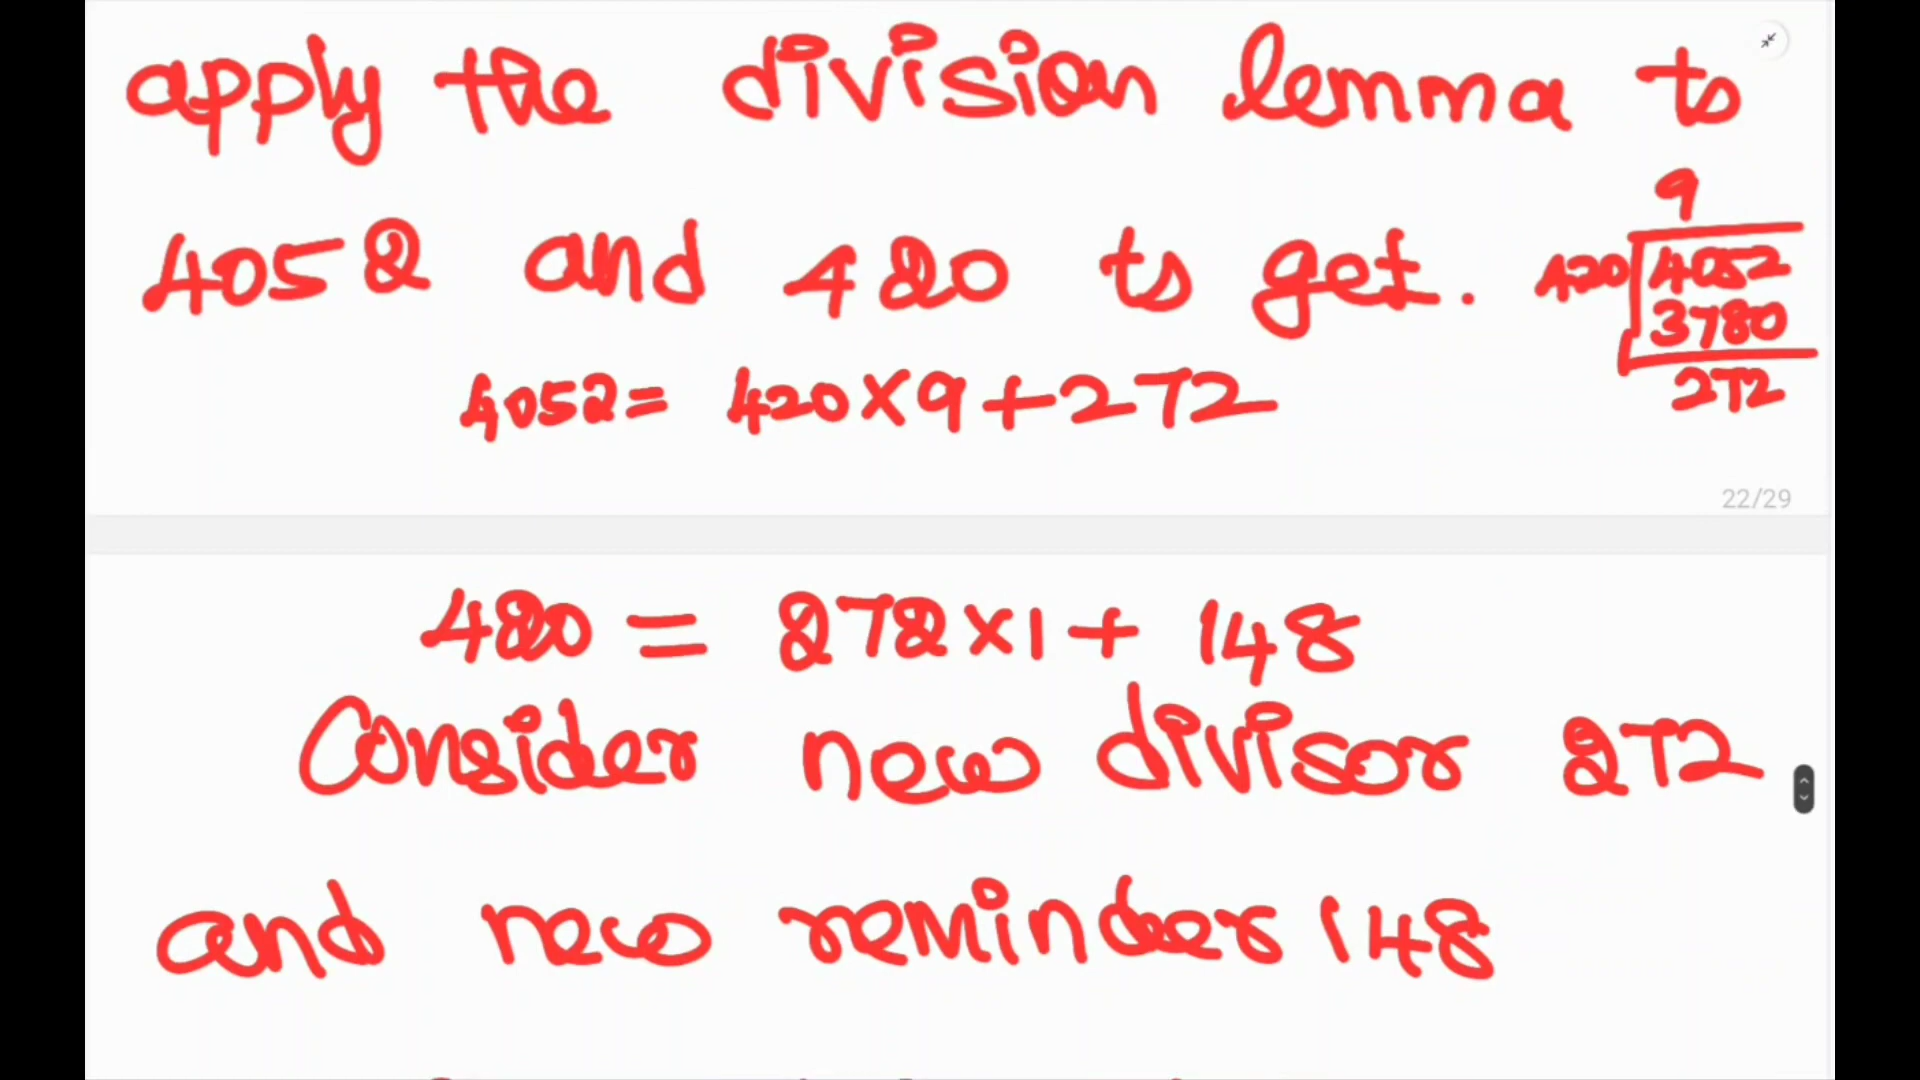 apply the division lemma to
9
4052 and 420 to get. 420 4052
3780
4052= 420×9+272 272
22/29
420 = 272×1+ 148
Consider new divisor 272
and new reminder 148